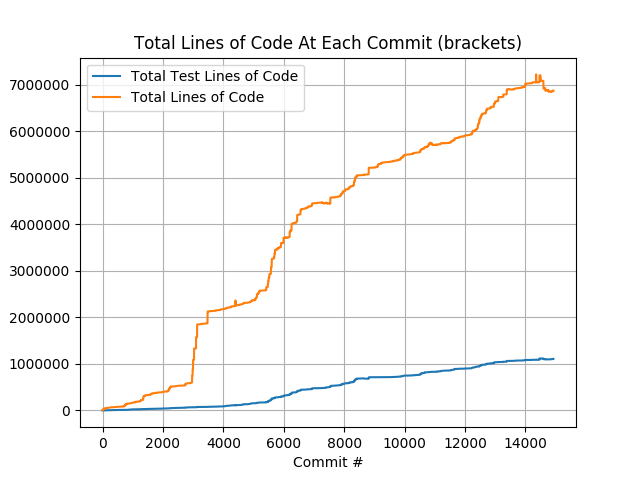 Total Lines of Code At Each Commit (brackets)
Total Test Lines of Code
Total Lines of Code
7000000
6000000
5000000
4000000
3000000
2000000
1000000
0
0 2000 4000 6000 8000 10000 12000 14000
Commit #